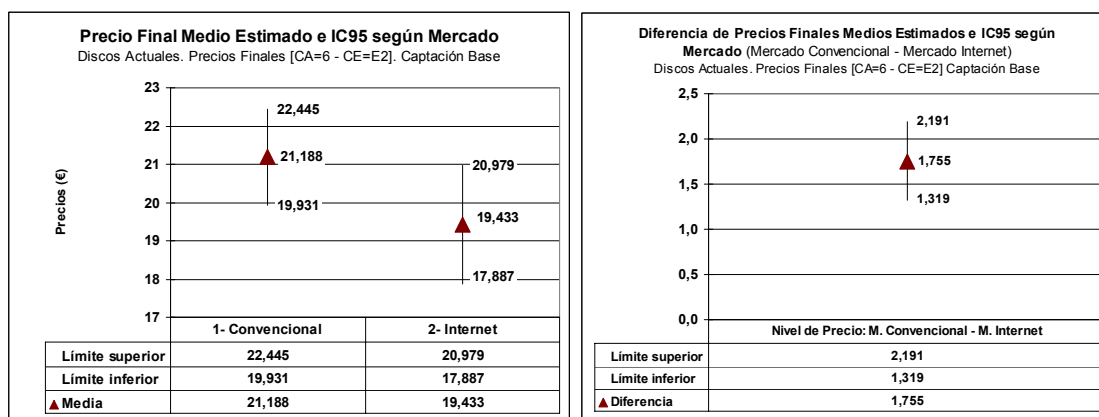 Precio Final Medio Estimado e IC95 según Mercado
Discos Actuales. Precios Finales [CA=6 - CE=E2]. Captación Base
23
22
21
20
19
18
17
Precios (€)
22,445
21,188
19,931
20,979
19,433
17,887
1- Convencional 2- Internet
Límite superior 22,445 20,979
Límite inferior 19,931 17,887
Media 21,188 19,433
Diferencia de Precios Finales Medios Estimados e IC95 según
Mercado (Mercado Convencional - Mercado Internet)
Discos Actuales. Precios Finales [CA=6 - CE=E2] Captación Base
2,5
2,0
1,5
1,0
0,5
0,0
2,191
1,755
1,319
Nivel de Precio: M. Convencional - M. Internet
Límite superior 2,191
Límite inferior 1,319
Diferencia 1,755